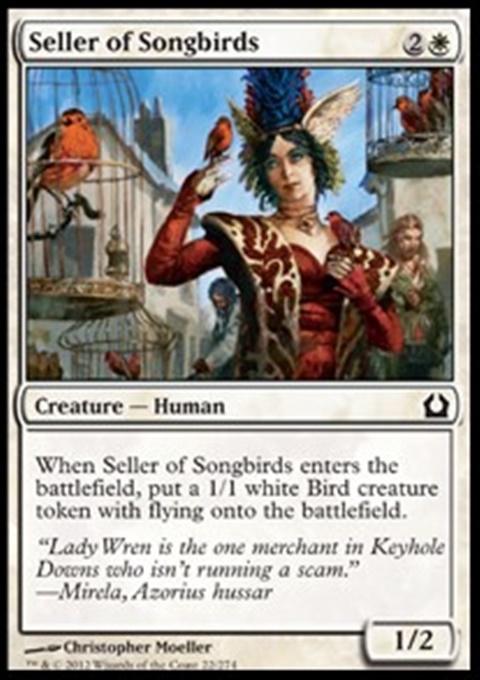 Seller of Songbirds 2
Creature — Human
When Seller of Songbirds enters the
battlefield, put a 1/1 white Bird creature
token with flying onto the battlefield.
“Lady Wren is the one merchant in Keyhole
Downs who isn't running a scam.”
—Mirela, Azorius hussar
1/2
Christopher Moeller
™ & © 2012 Wizards of the Coast 22/274